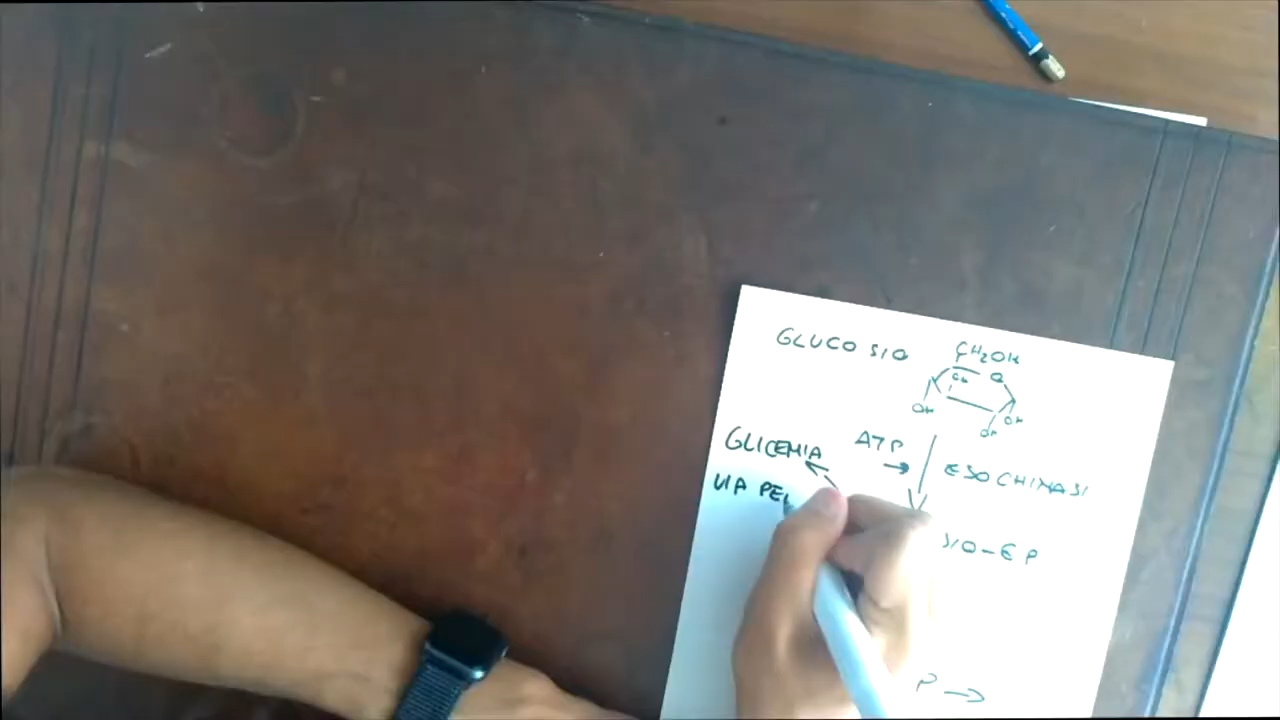 GLUCOSIO
CH2OH
OH O
OH OH
OH
GLICEMIA ATP
ESOCHINASI
VIA PE
SIO-6P
P →